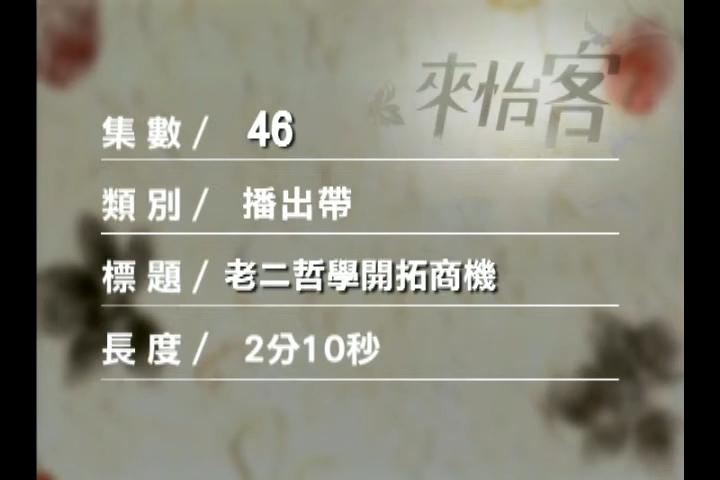 來怡客
集數/ 46
類別/ 播出帶
標題/老二哲學開拓商機
長度/ 2分10秒